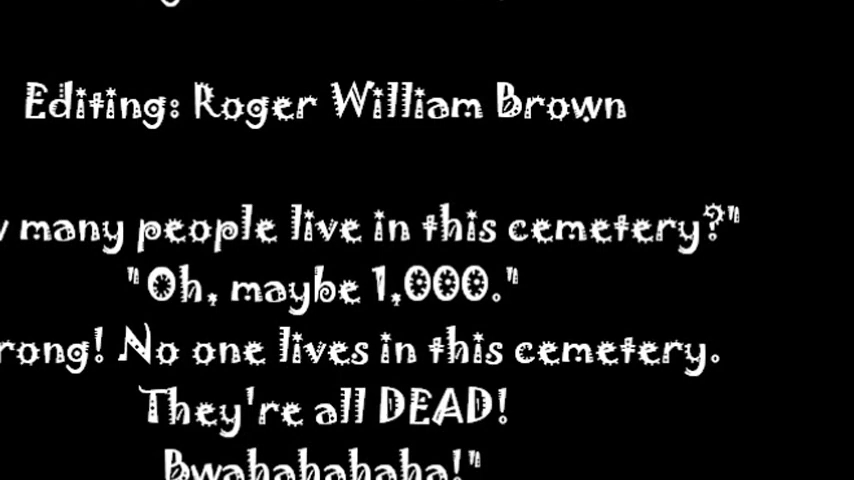 Editing: Roger William Brown
many people live in this cemetery?"
"Oh, maybe 1,000."
rong! No one lives in this cemetery.
They're all DEAD!
Bwahahahaha!"